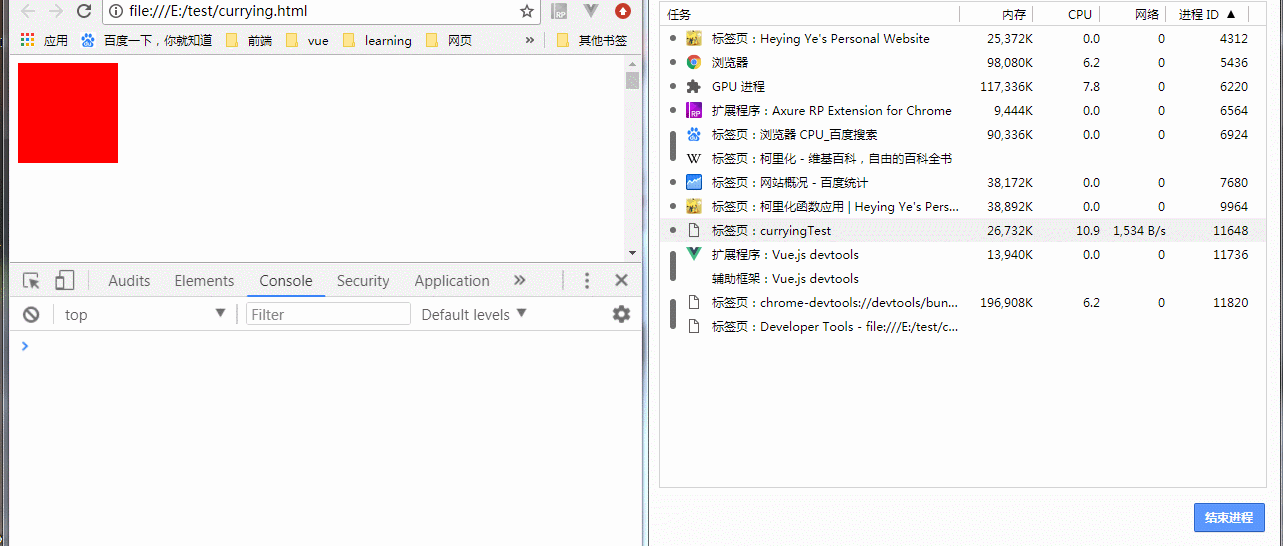 file:///E:/test/currying.html
应用 百度一下，你就知道 前端 vue learning 网页 » 其他书签
Audits Elements Console Security Application »
top Filter Default levels
任务 内存 CPU 网络 进程 ID ▲
标签页：Heying Ye's Personal Website 25,372K 0.0 0 4312
浏览器 98,080K 6.2 0 5436
GPU 进程 117,336K 7.8 0 6220
扩展程序：Axure RP Extension for Chrome 9,444K 0.0 0 6564
标签页：浏览器 CPU_百度搜索 90,336K 0.0 0 6924
标签页：柯里化 - 维基百科，自由的百科全书
标签页：网站概况 - 百度统计 38,172K 0.0 0 7680
标签页：柯里化函数应用 | Heying Ye's Pers... 38,892K 0.0 0 9964
标签页：curryingTest 26,732K 10.9 1,534 B/s 11648
扩展程序：Vue.js devtools 13,940K 0.0 0 11736
辅助框架：Vue.js devtools
标签页：chrome-devtools://devtools/bun... 196,908K 6.2 0 11820
标签页：Developer Tools - file:///E:/test/c...
结束进程